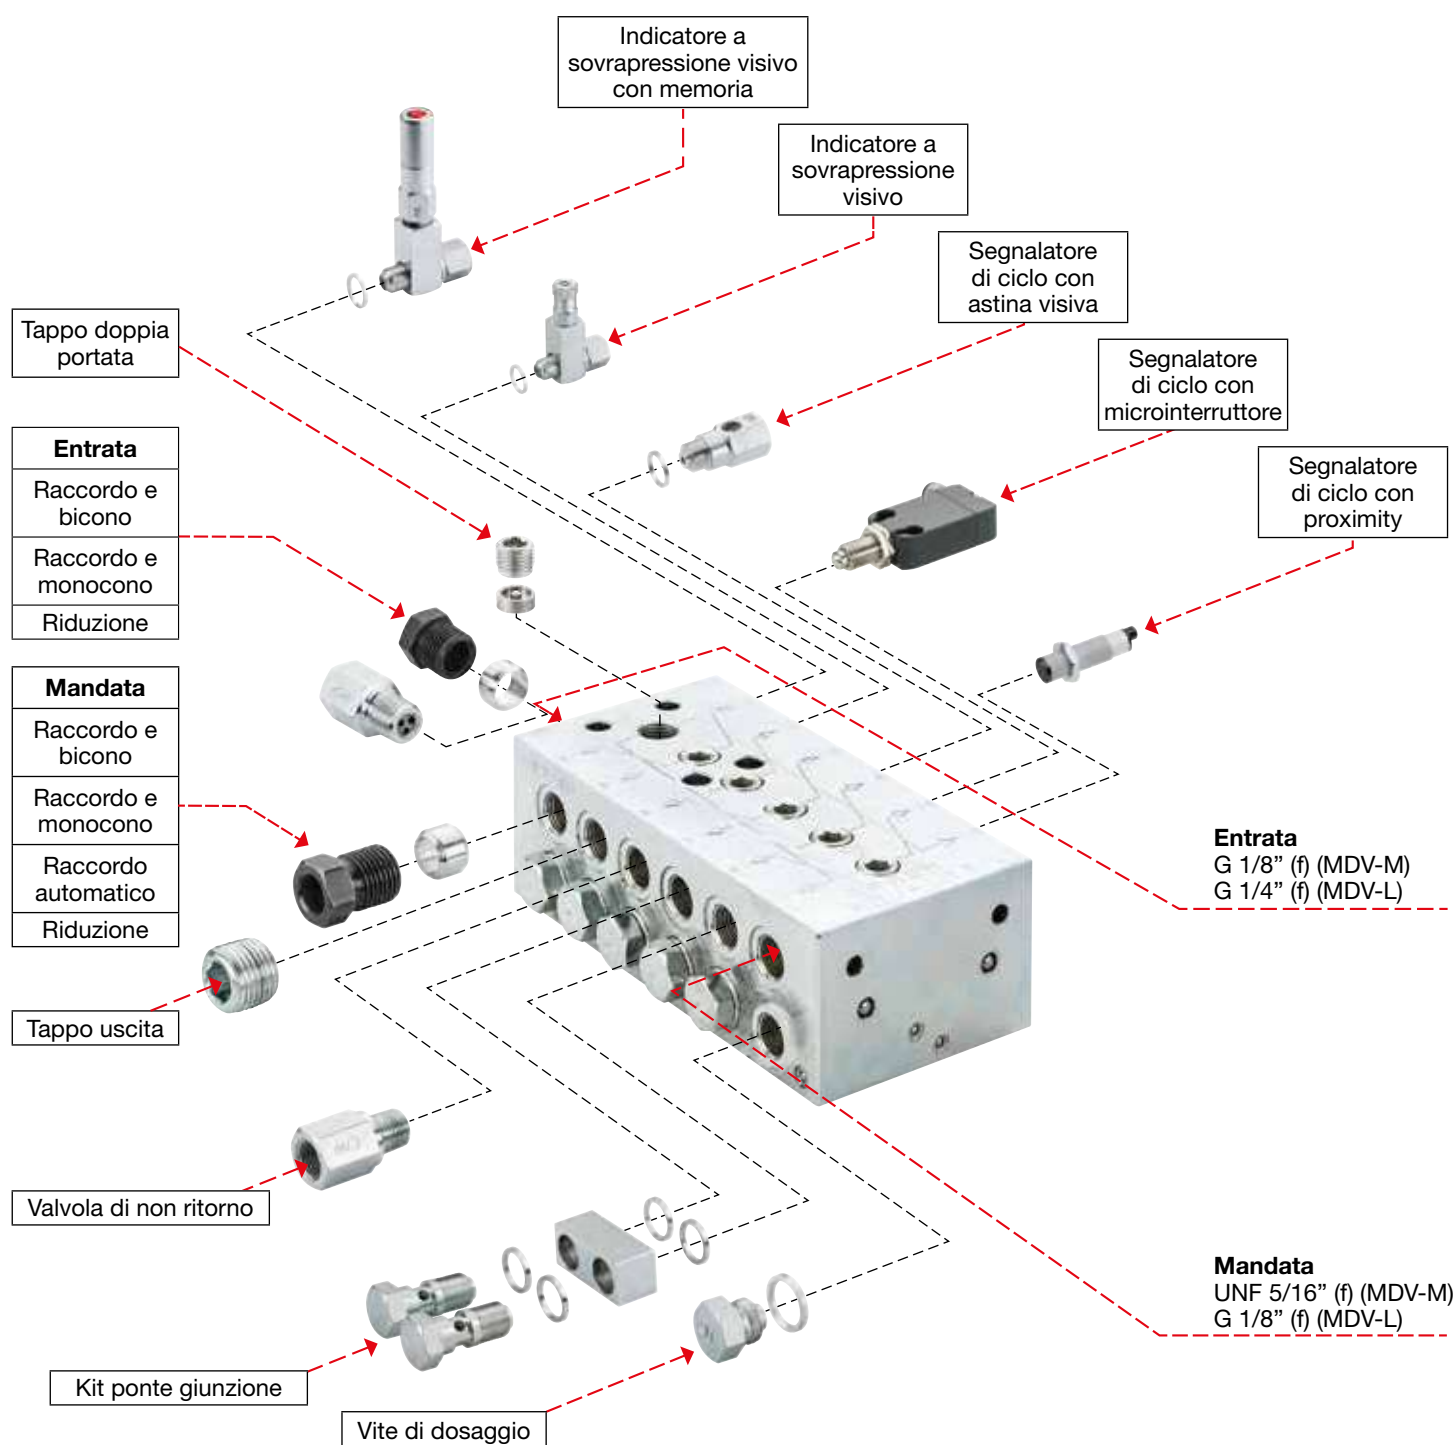 Indicatore a
sovrapressione visivo
con memoria
Indicatore a
sovrapressione
visivo
Segnalatore
di ciclo con
astina visiva
Tappo doppia
portata
Segnalatore
di ciclo con
microinterruttore
Entrata
Raccordo e
bicono
Raccordo e
monocono
Riduzione
Segnalatore
di ciclo con
proximity
Mandata
Raccordo e
bicono
Raccordo e
monocono
Raccordo
automatico
Riduzione
Entrata
G 1/8” (f) (MDV-M)
G 1/4” (f) (MDV-L)
Tappo uscita
Valvola di non ritorno
Mandata
UNF 5/16” (f) (MDV-M)
G 1/8” (f) (MDV-L)
Kit ponte giunzione
Vite di dosaggio